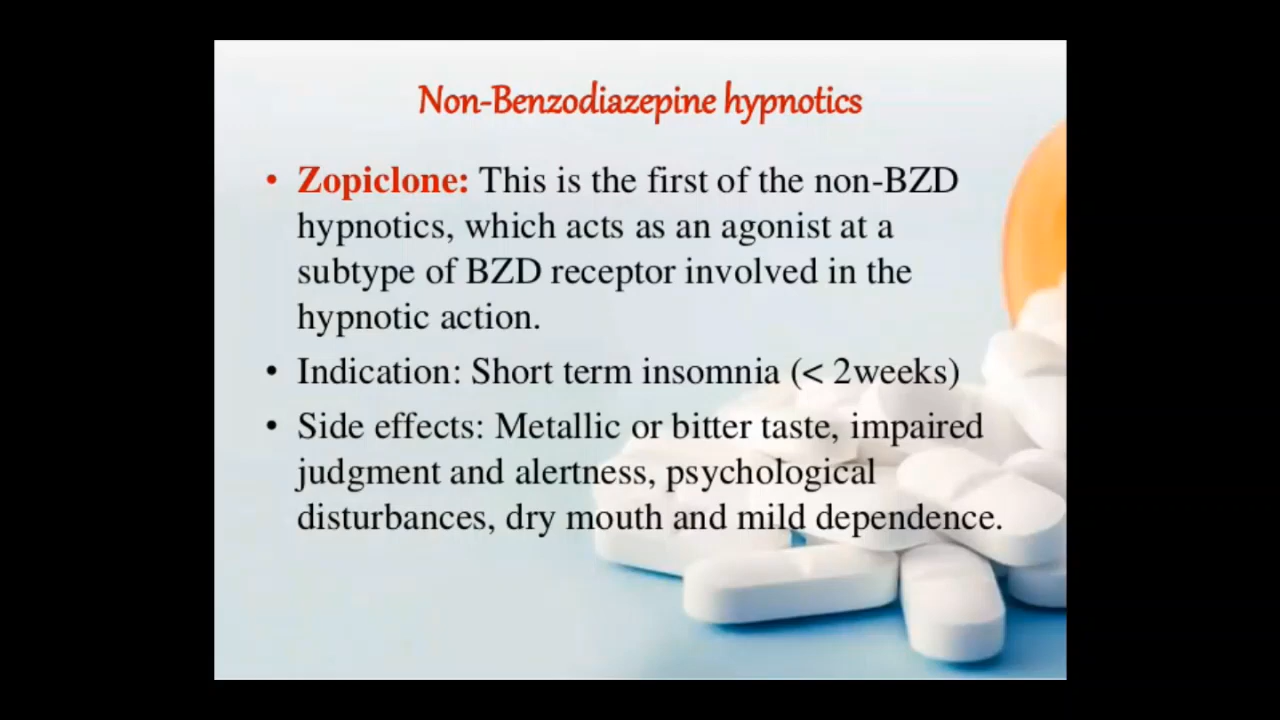 Non-Benzodiazepine hypnotics
• Zopiclone: This is the first of the non-BZD
hypnotics, which acts as an agonist at a
subtype of BZD receptor involved in the
hypnotic action.
• Indication: Short term insomnia (< 2weeks)
• Side effects: Metallic or bitter taste, impaired
judgment and alertness, psychological
disturbances, dry mouth and mild dependence.